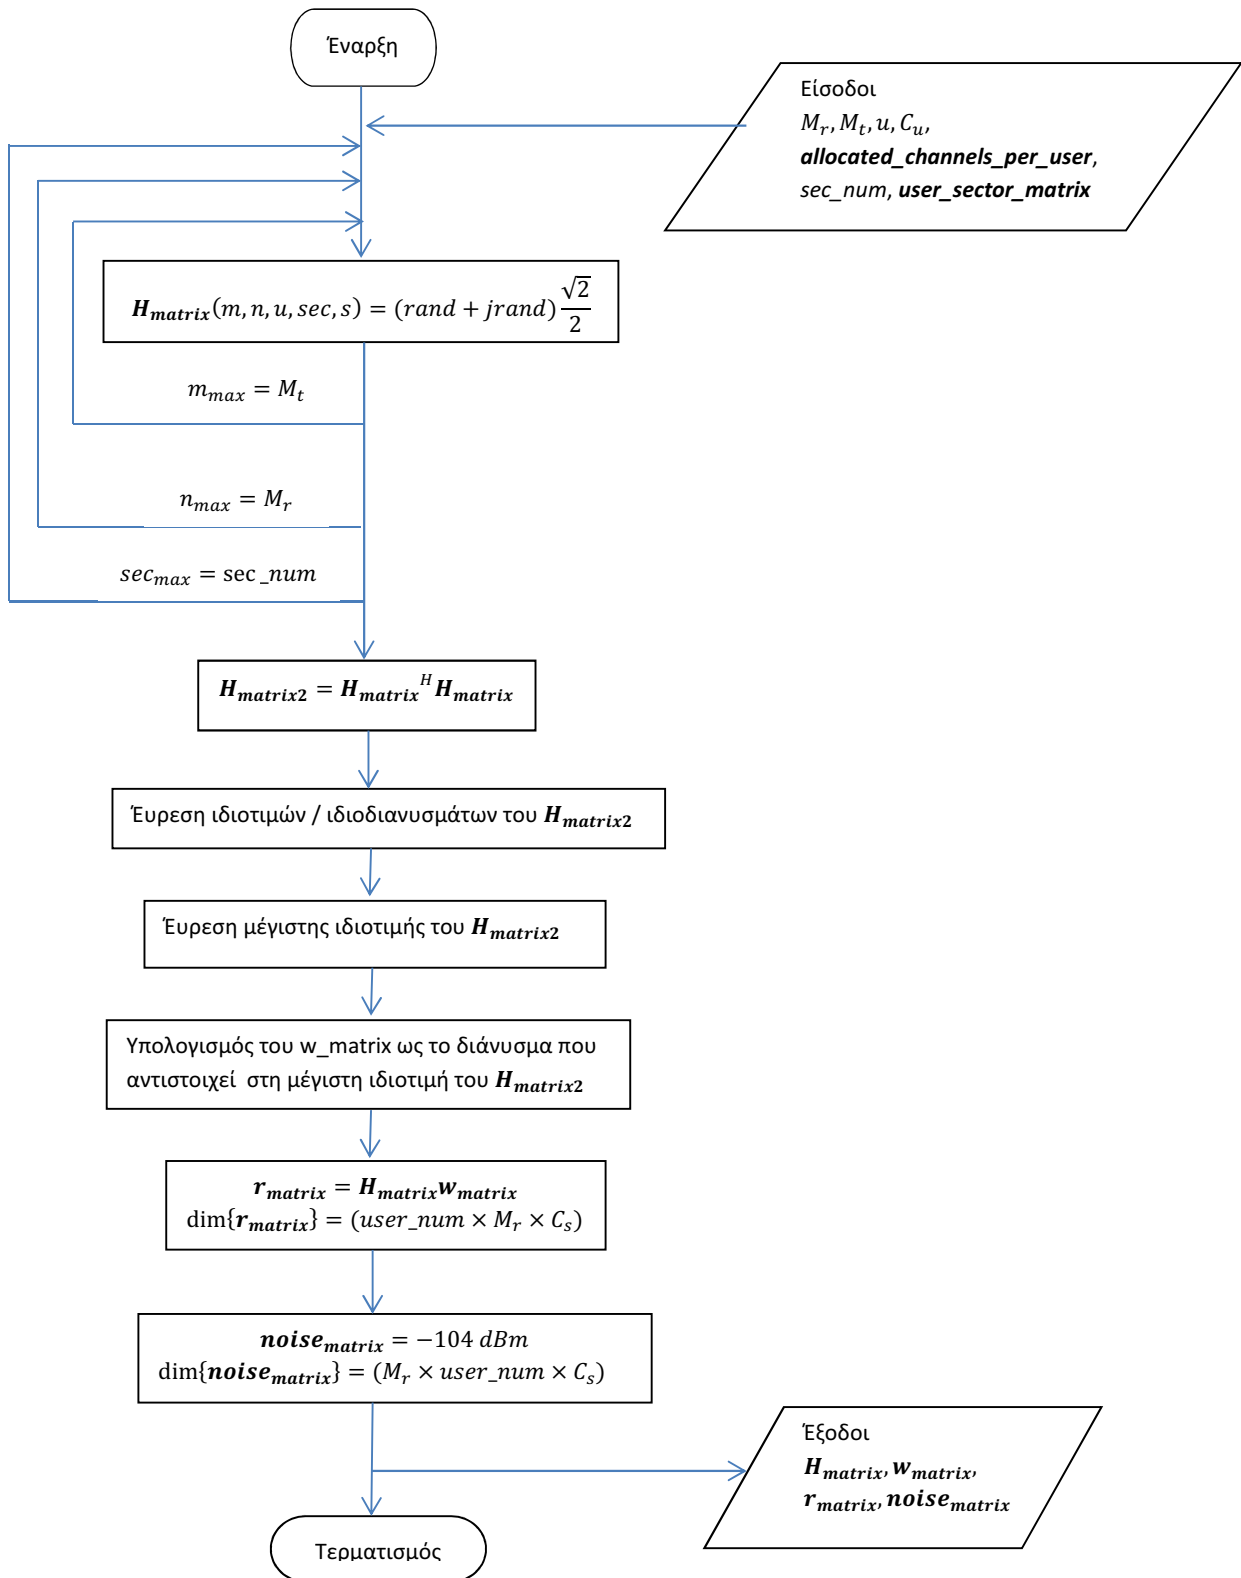 Έναρξη
Είσοδοι
M_r, M_t, u, C_u,
allocated_channels_per_user,
sec_num, user_sector_matrix
H_matrix(m, n, u, sec, s) = (rand + jrand) √2/2
m_max = M_t
n_max = M_r
sec_max = sec _num
H_matrix2 = H_matrix^H H_matrix
Έυρεση ιδιοτιμών / ιδιοδιανυσμάτων του H_matrix2
Έυρεση μέγιστης ιδιοτιμής του H_matrix2
Υπολογισμός του w_matrix ως το διάνυσμα που
αντιστοιχεί στη μέγιστη ιδιοτιμή του H_matrix2
r_matrix = H_matrix w_matrix
dim{r_matrix} = (user_num × M_r × C_s)
noise_matrix = −104 dBm
dim{noise_matrix} = (M_r × user_num × C_s)
Έξοδοι
H_matrix, w_matrix,
r_matrix, noise_matrix
Τερματισμός